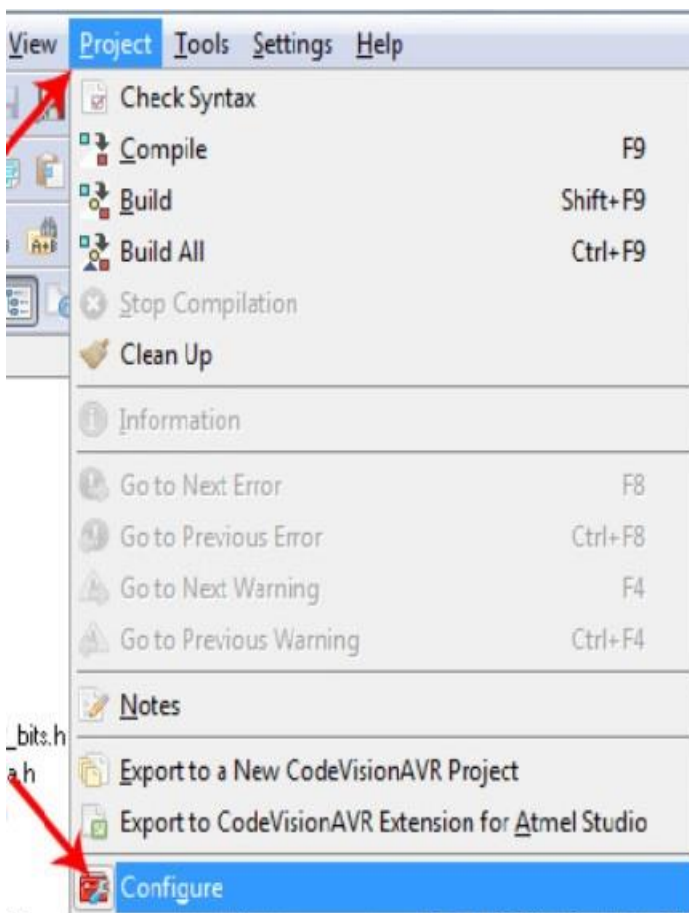 View Project Tools Settings Help
Check Syntax
Compile F9
Build Shift+F9
Build All Ctrl+F9
Stop Compilation
Clean Up
Information
Go to Next Error F8
Go to Previous Error Ctrl+F8
Go to Next Warning F4
Go to Previous Warning Ctrl+F4
Notes
_bits.h
Export to a New CodeVisionAVR Project
a.h
Export to CodeVisionAVR Extension for Atmel Studio
Configure